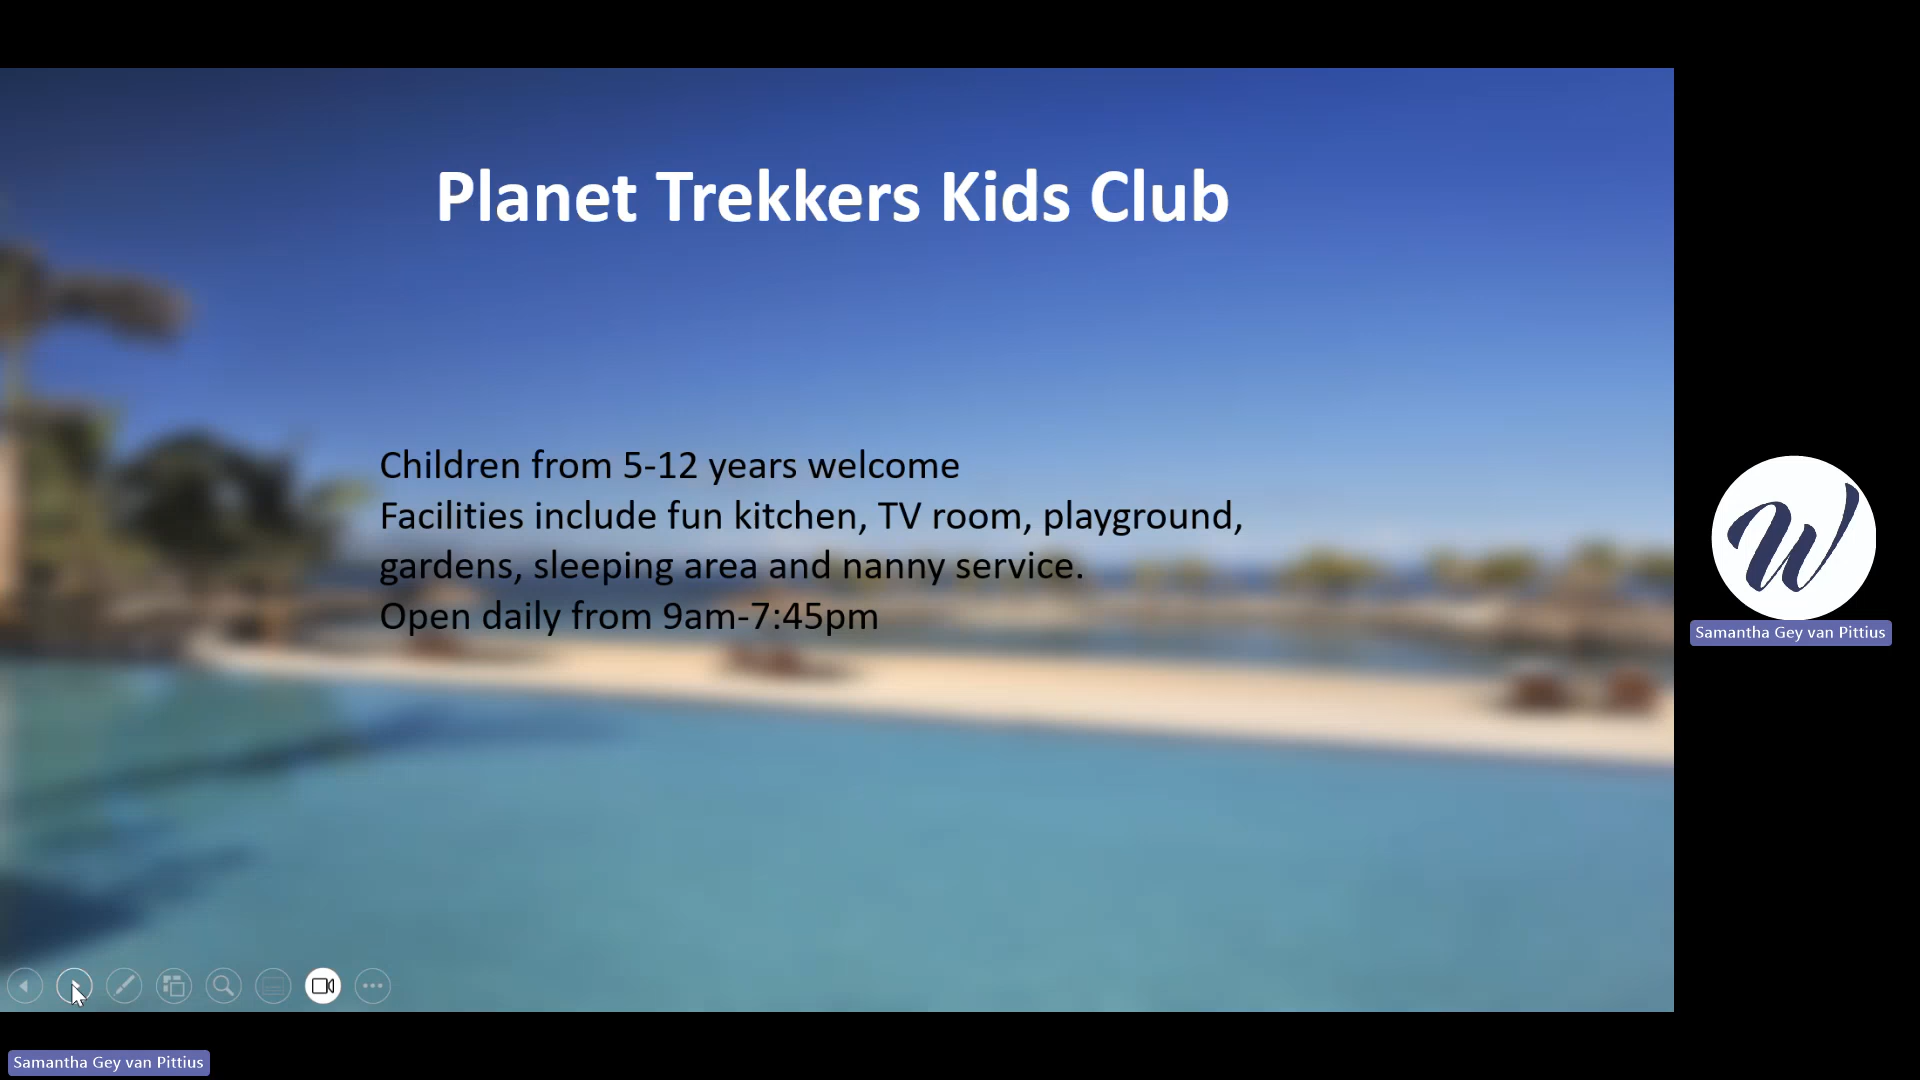 Planet Trekkers Kids Club
Children from 5-12 years welcome
Facilities include fun kitchen, TV room, playground,
gardens, sleeping area and nanny service.
Open daily from 9am-7:45pm
W
Samantha Gey van Pittius
Samantha Gey van Pittius